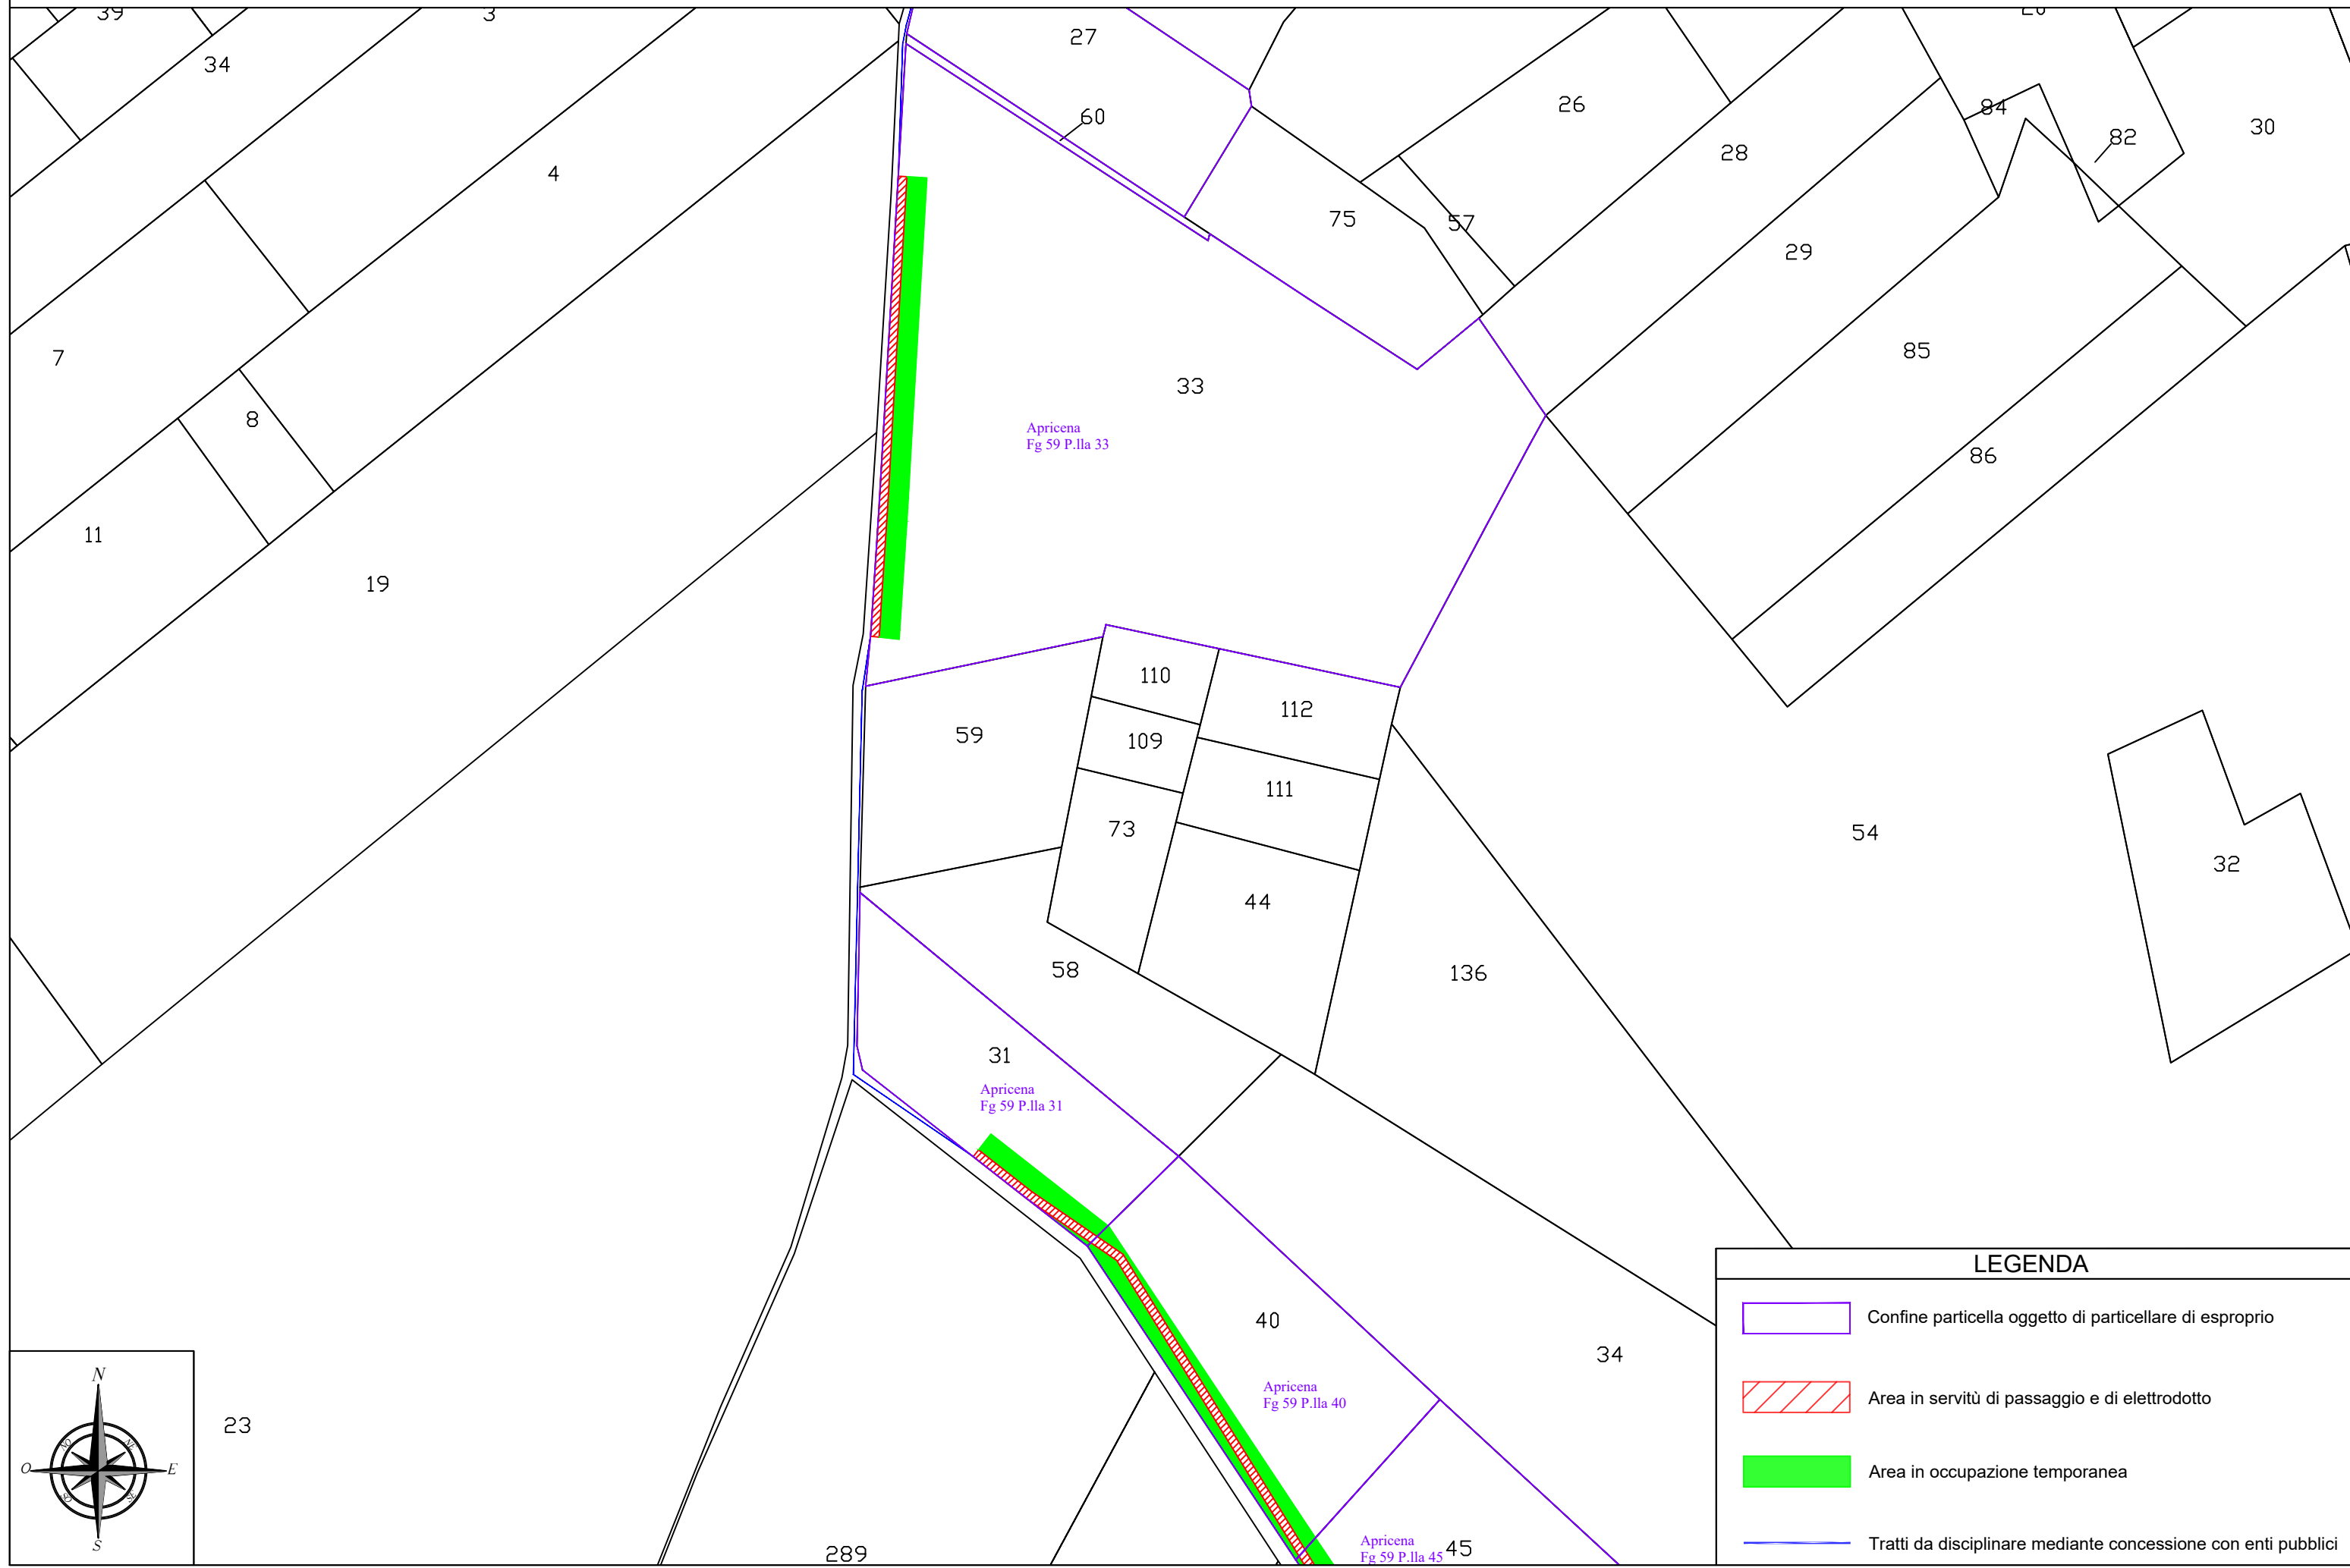 39
3
27
34
60
26
84
82
30
28
4
75
57
29
7
33
85
8
Apricena
Fg 59 P.lla 33
86
11
19
110
112
59
109
111
73
54
32
44
58
136
31
Apricena
Fg 59 P.lla 31
40
34
Apricena
Fg 59 P.lla 40
23
289
Apricena
Fg 59 P.lla 45
45
N
O
E
S
LEGENDA
Confine particella oggetto di particellare di esproprio
Area in servitù di passaggio e di elettrodotto
Area in occupazione temporanea
Tratti da disciplinare mediante concessione con enti pubblici